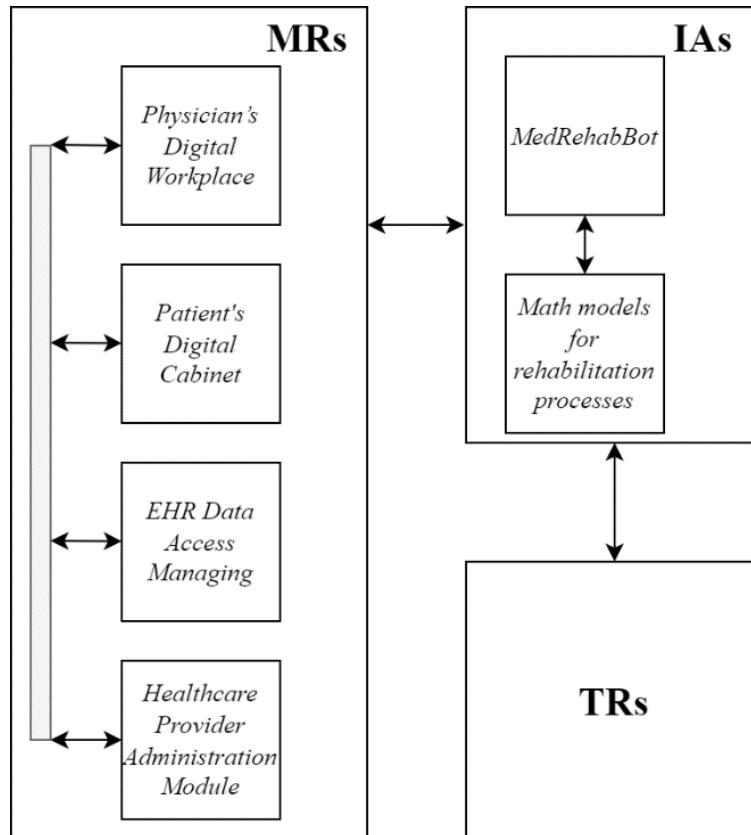 MRs
Physician’s
Digital
Workplace
Patient's
Digital
Cabinet
EHR Data
Access
Managing
Healthcare
Provider
Administration
Module
IAs
MedRehabBot
Math models
for
rehabilitation
processes
TRs